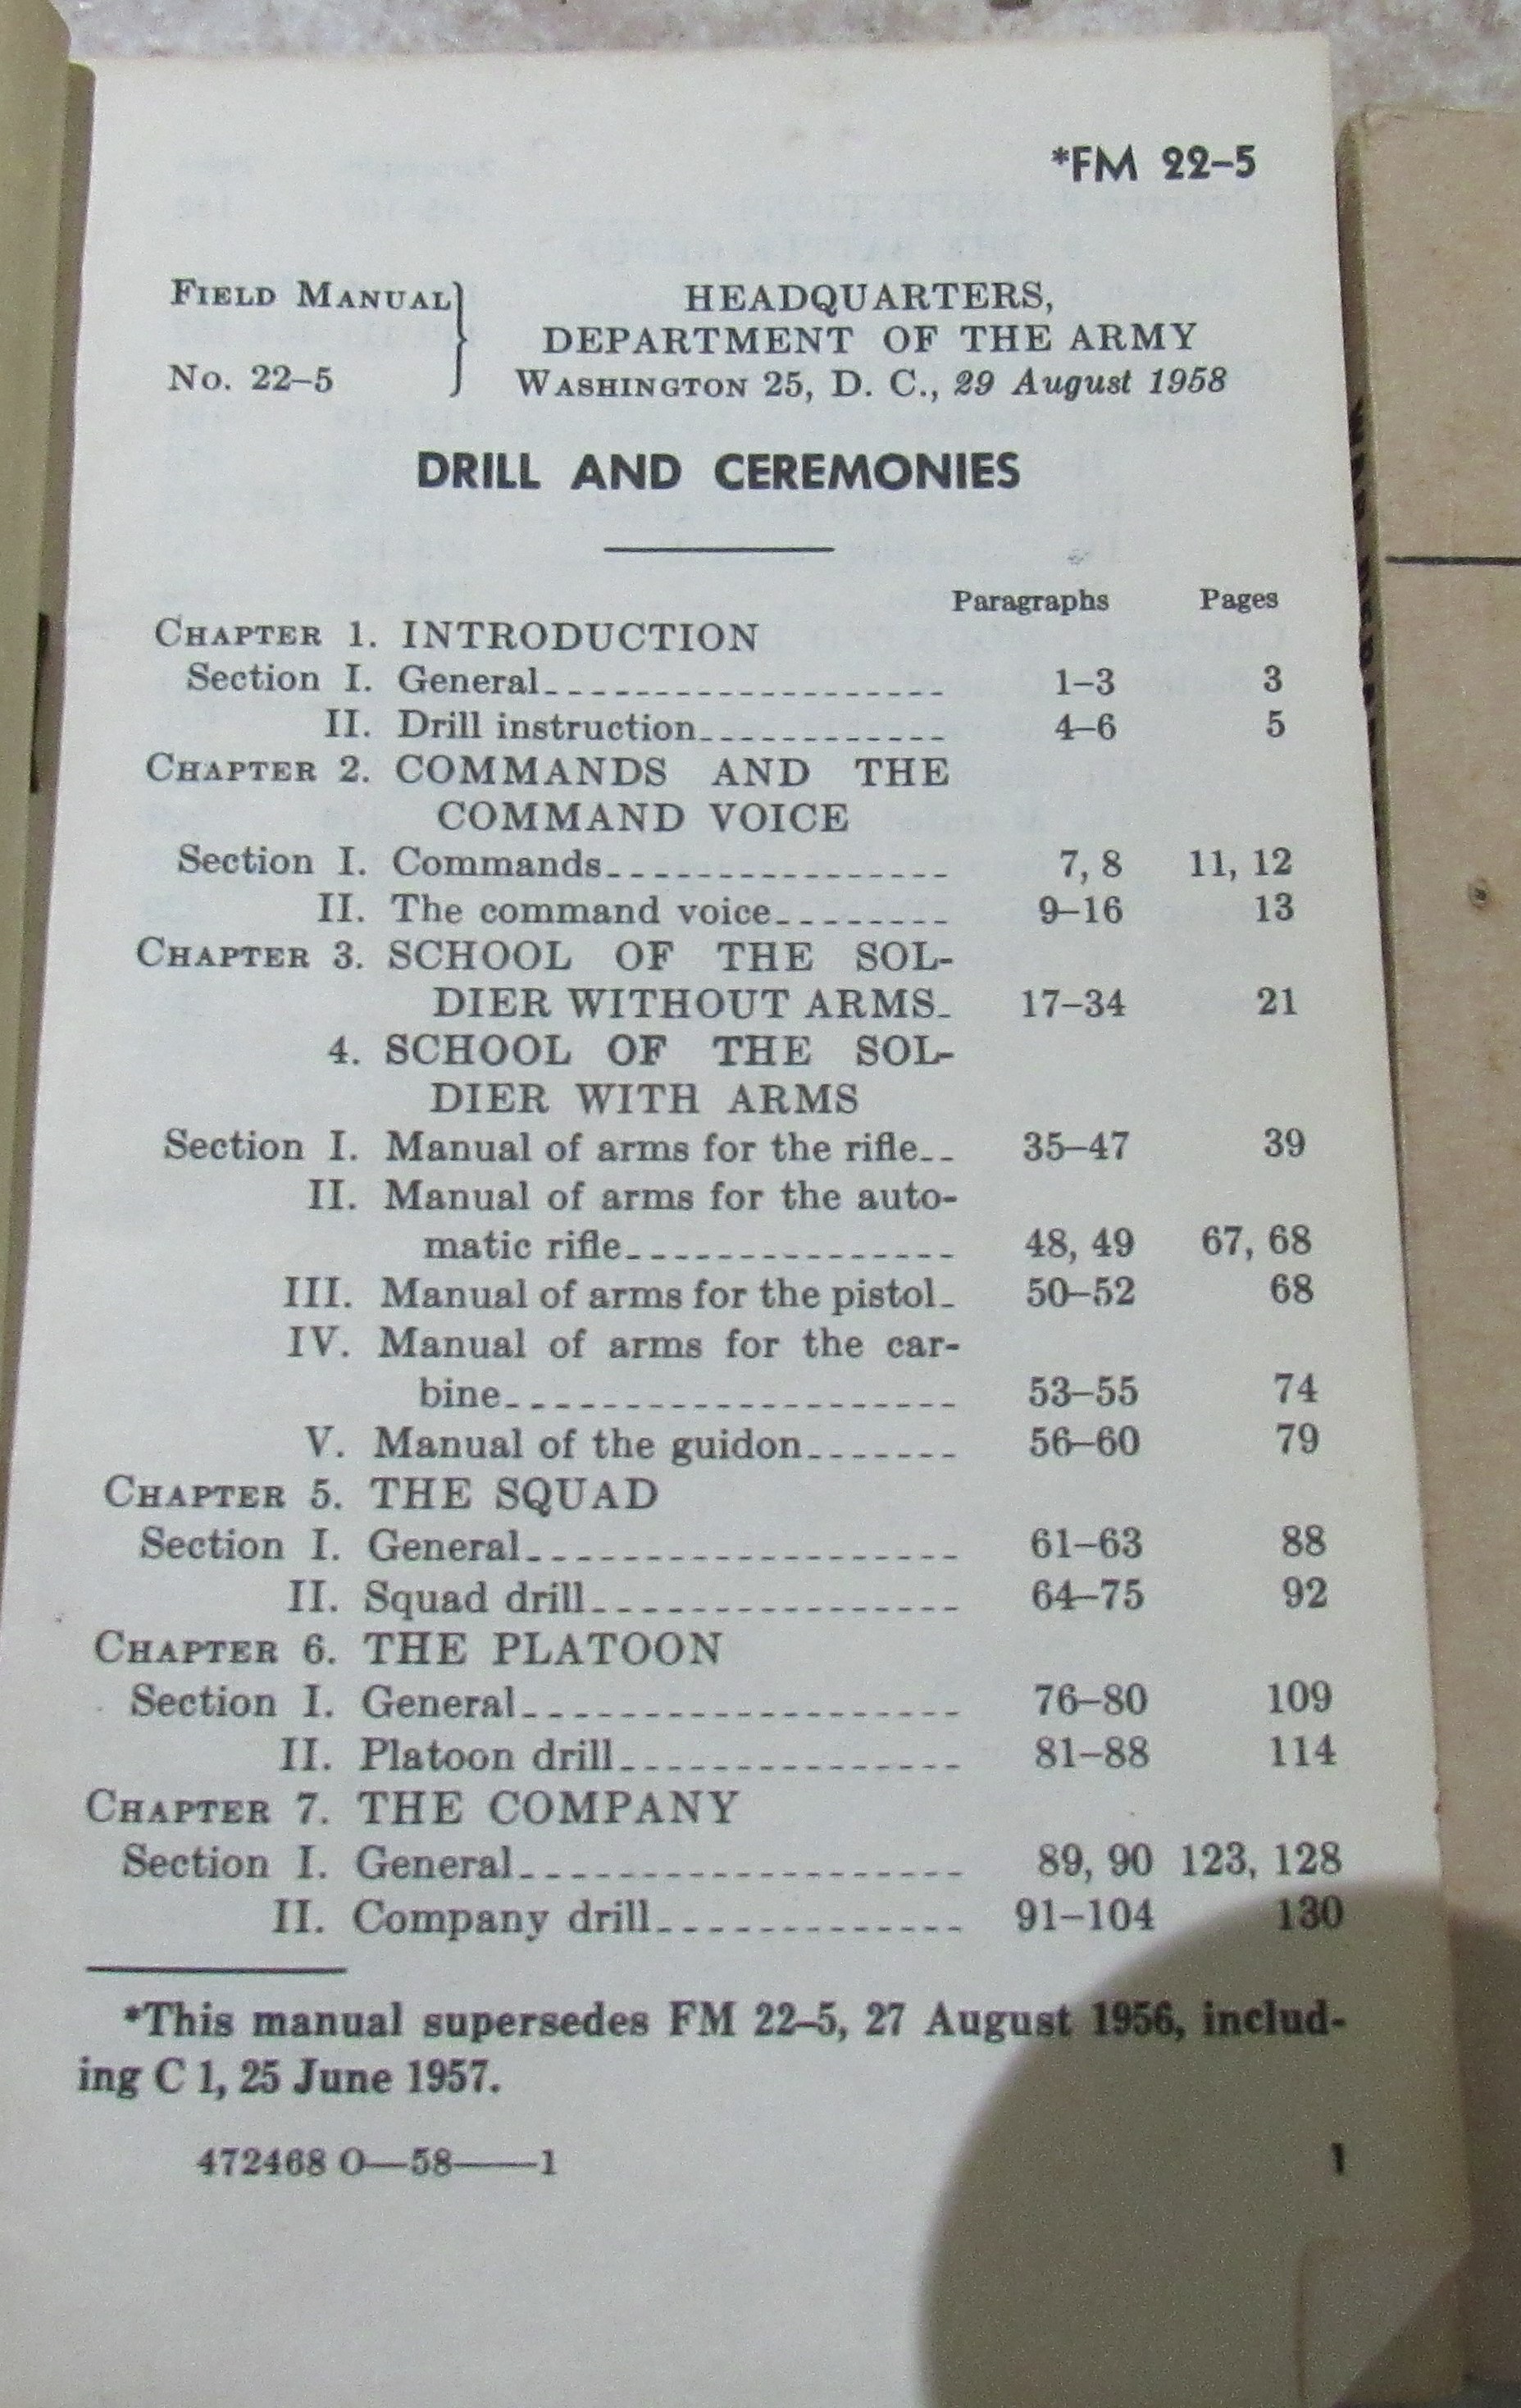 *FM 22–5
FIELD MANUAL
No. 22–5
HEADQUARTERS,
DEPARTMENT OF THE ARMY
WASHINGTON 25, D. C., 29 August 1958
DRILL AND CEREMONIES
Paragraphs Pages
CHAPTER 1. INTRODUCTION
Section I. General 1–3 3
II. Drill instruction 4–6 5
CHAPTER 2. COMMANDS AND THE
COMMAND VOICE
Section I. Commands 7, 8 11, 12
II. The command voice 9–16 13
CHAPTER 3. SCHOOL OF THE SOL-
DIER WITHOUT ARMS 17–34 21
4. SCHOOL OF THE SOL-
DIER WITH ARMS
Section I. Manual of arms for the rifle 35–47 39
II. Manual of arms for the auto-
matic rifle 48, 49 67, 68
III. Manual of arms for the pistol 50–52 68
IV. Manual of arms for the car-
bine 53–55 74
V. Manual of the guidon 56–60 79
CHAPTER 5. THE SQUAD
Section I. General 61–63 88
II. Squad drill 64–75 92
CHAPTER 6. THE PLATOON
Section I. General 76–80 109
II. Platoon drill 81–88 114
CHAPTER 7. THE COMPANY
Section I. General 89, 90 123, 128
II. Company drill 91–104 130
*This manual supersedes FM 22–5, 27 August 1956, includ-
ing C 1, 25 June 1957.
472468 O—58——1 1